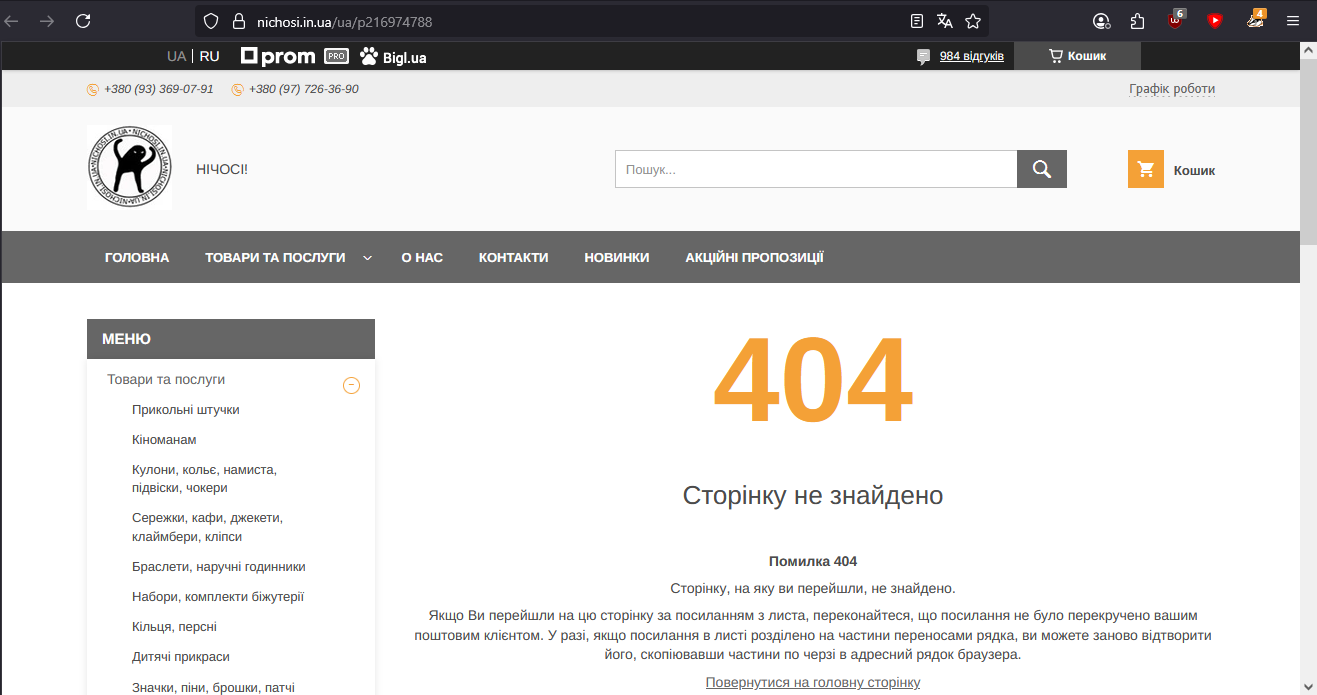 nichosi.in.ua/ua/p216974788
6
4
UA | RU prom PRO Bigl.ua
984 відгуків
Кошик
+380 (93) 369-07-91 +380 (97) 726-36-90
Графік роботи
NICHOSI.IN.UA
НІЧОСІ!
Пошук...
Кошик
ГОЛОВНА ТОВАРИ ТА ПОСЛУГИ О НАС КОНТАКТИ НОВИНКИ АКЦІЙНІ ПРОПОЗИЦІЇ
МЕНЮ
Товари та послуги
Прикольні штучки
Кіноманам
Кулони, кольє, намиста,
підвіски, чокери
Сережки, кафи, джекети,
клаймбери, кліпси
Браслети, наручні годинники
Набори, комплекти біжутерії
Кільця, персні
Дитячі прикраси
Значки, піни, брошки, патчі
404
Сторінку не знайдено
Помилка 404
Сторінку, на яку ви перейшли, не знайдено.
Якщо Ви перейшли на цю сторінку за посиланням з листа, переконайтеся, що посилання не було перекручено вашим
поштовим клієнтом. У разі, якщо посилання в листі розділено на частини переносами рядка, ви можете заново відтворити
його, скопіювавши частини по черзі в адресний рядок браузера.
Повернутися на головну сторінку